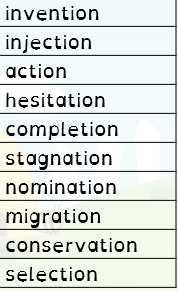 invention
injection
action
hesitation
completion
stagnation
nomination
migration
conservation
selection